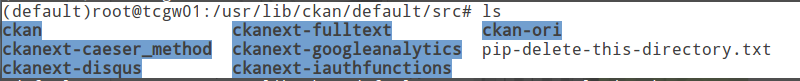 (default)root@tcgw01:/usr/lib/ckan/default/src# ls
ckan ckanext-fulltext ckan-ori
ckanext-caeser_method ckanext-googleanalytics pip-delete-this-directory.txt
ckanext-disqus ckanext-iauthfunctions